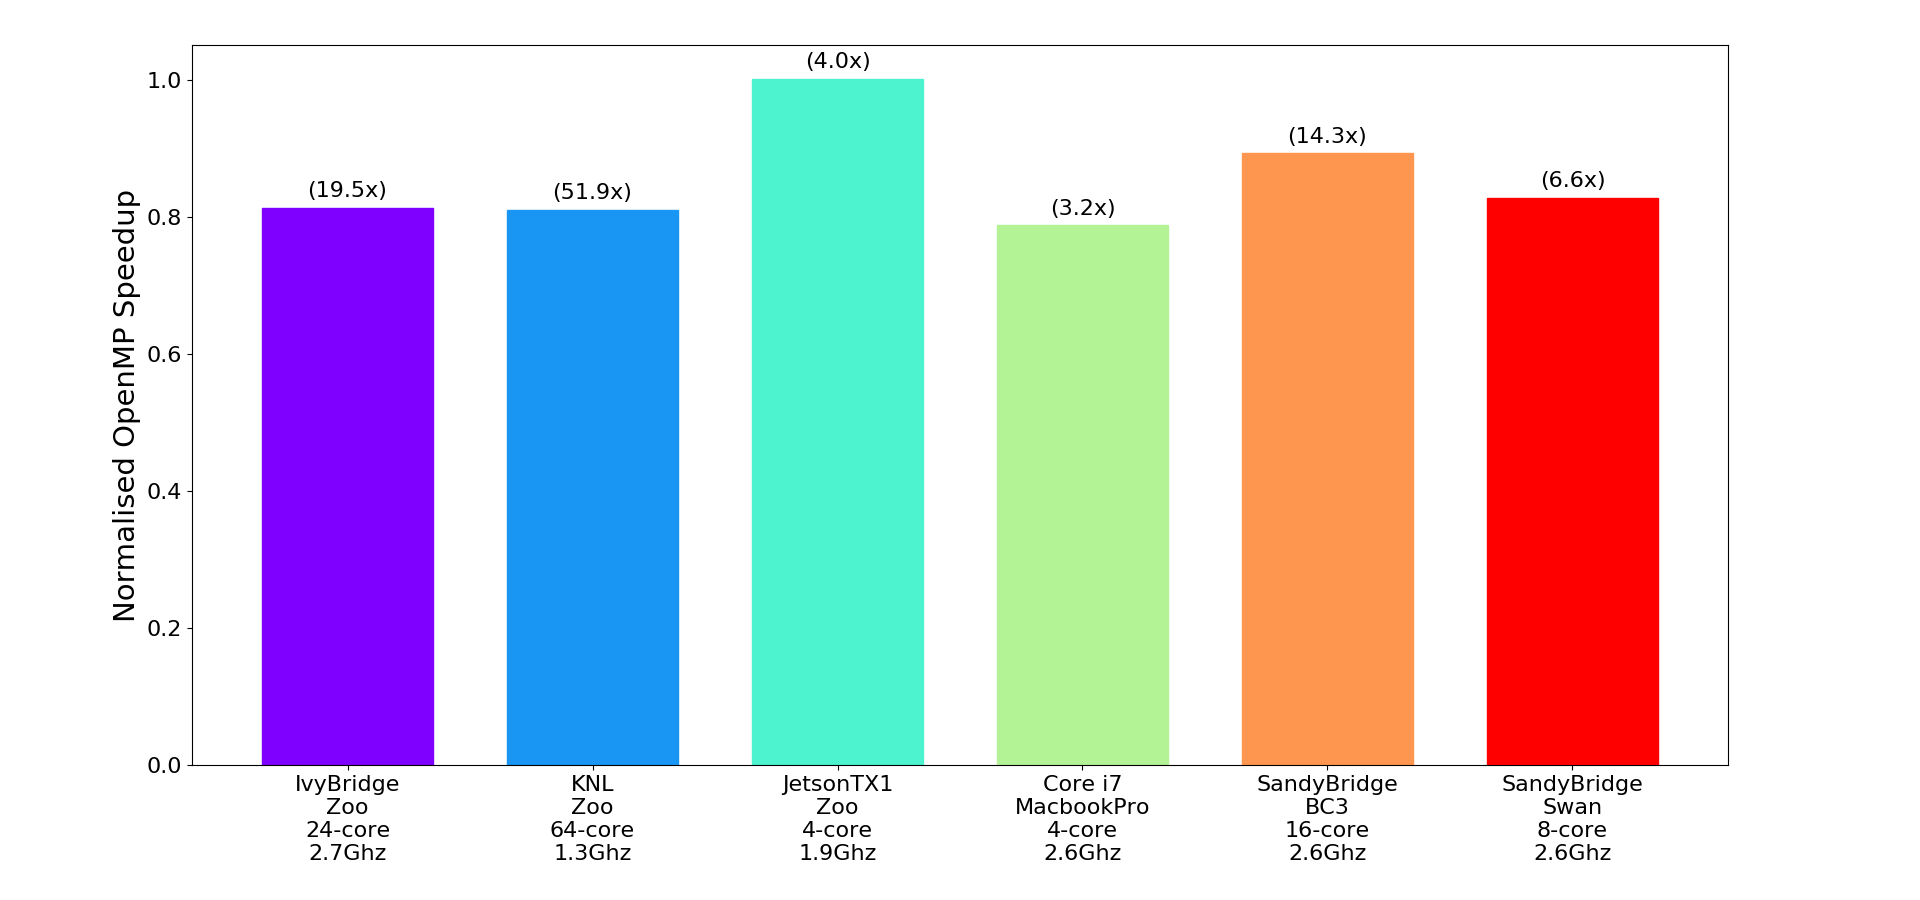 Normalised OpenMP Speedup
1.0
0.8
0.6
0.4
0.2
0.0
(19.5x)
(51.9x)
(4.0x)
(3.2x)
(14.3x)
(6.6x)
IvyBridge
Zoo
24-core
2.7Ghz
KNL
Zoo
64-core
1.3Ghz
JetsonTX1
Zoo
4-core
1.9Ghz
Core i7
MacbookPro
4-core
2.6Ghz
SandyBridge
BC3
16-core
2.6Ghz
SandyBridge
Swan
8-core
2.6Ghz